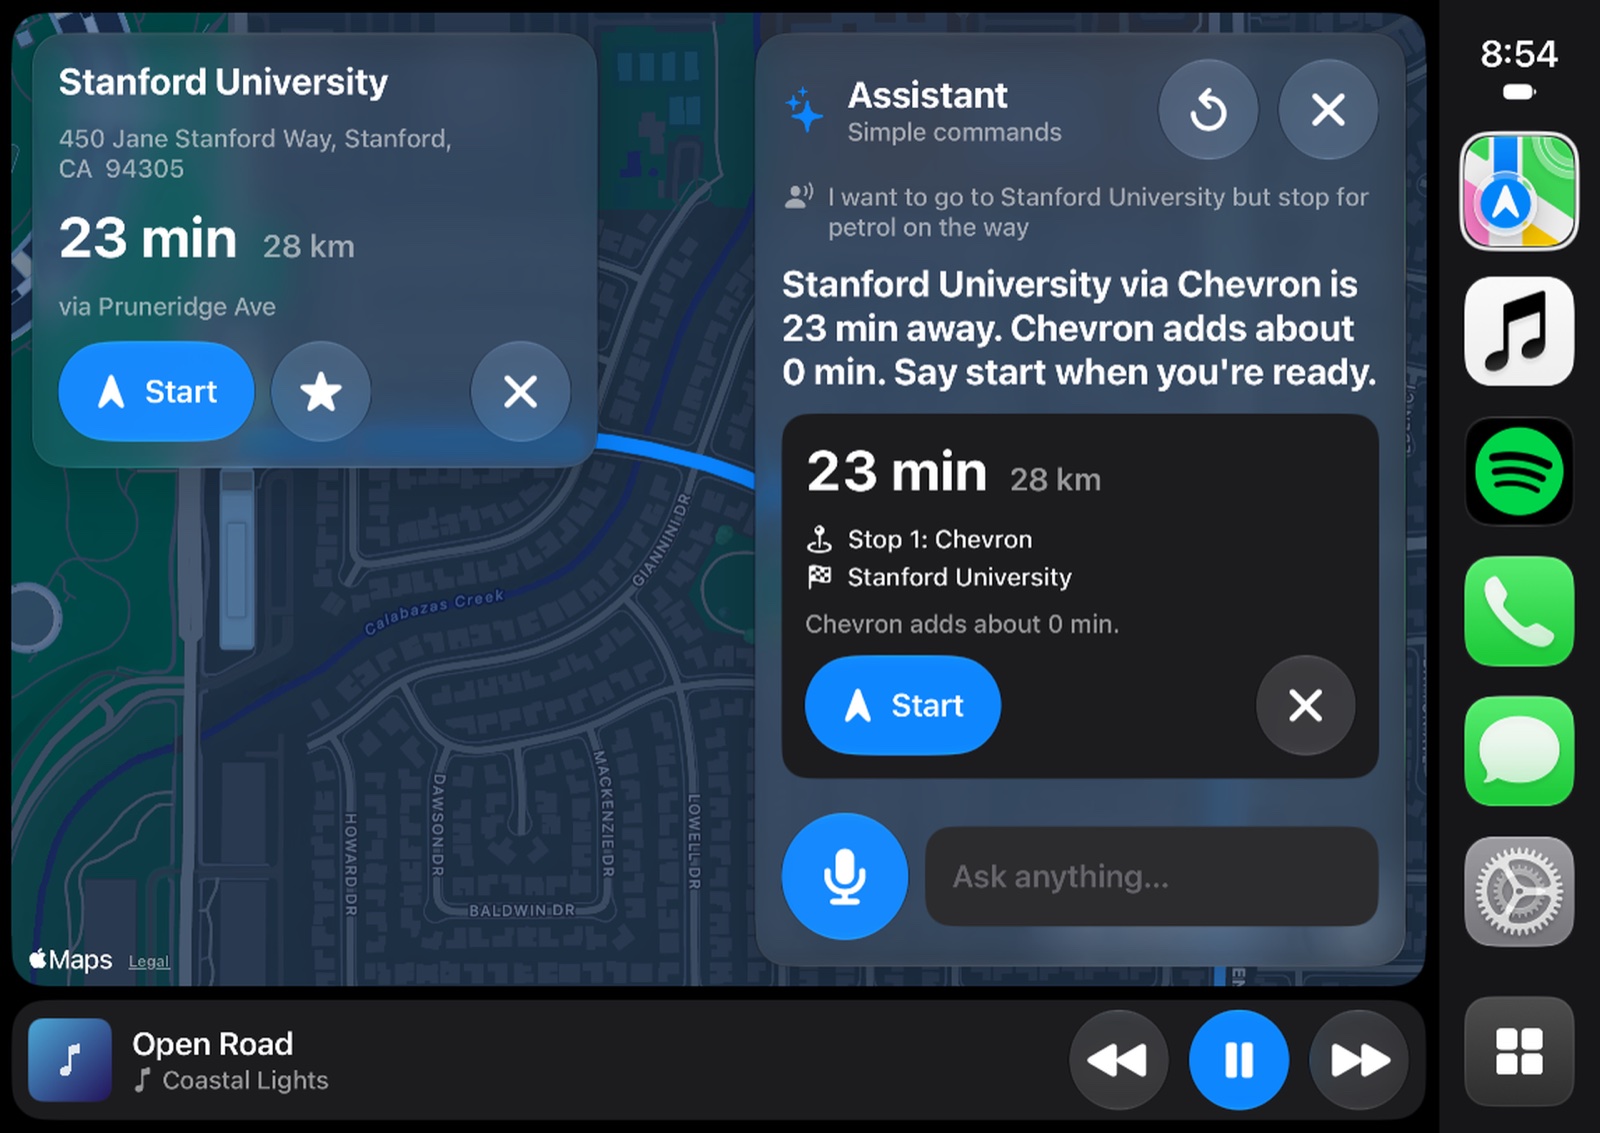 Stanford University
450 Jane Stanford Way, Stanford,
CA 94305
23 min 28 km
via Pruneridge Ave
Start
Assistant
Simple commands
I want to go to Stanford University but stop for
petrol on the way
Stanford University via Chevron is
23 min away. Chevron adds about
0 min. Say start when you're ready.
23 min 28 km
Stop 1: Chevron
Stanford University
Chevron adds about 0 min.
Start
Ask anything...
8:54
GIANNINI DR
Calabazas Creek
HOWARD DR
DAWSON DR
MACKENZIE DR
LOWELL DR
BALDWIN DR
Maps Legal
Open Road
Coastal Lights